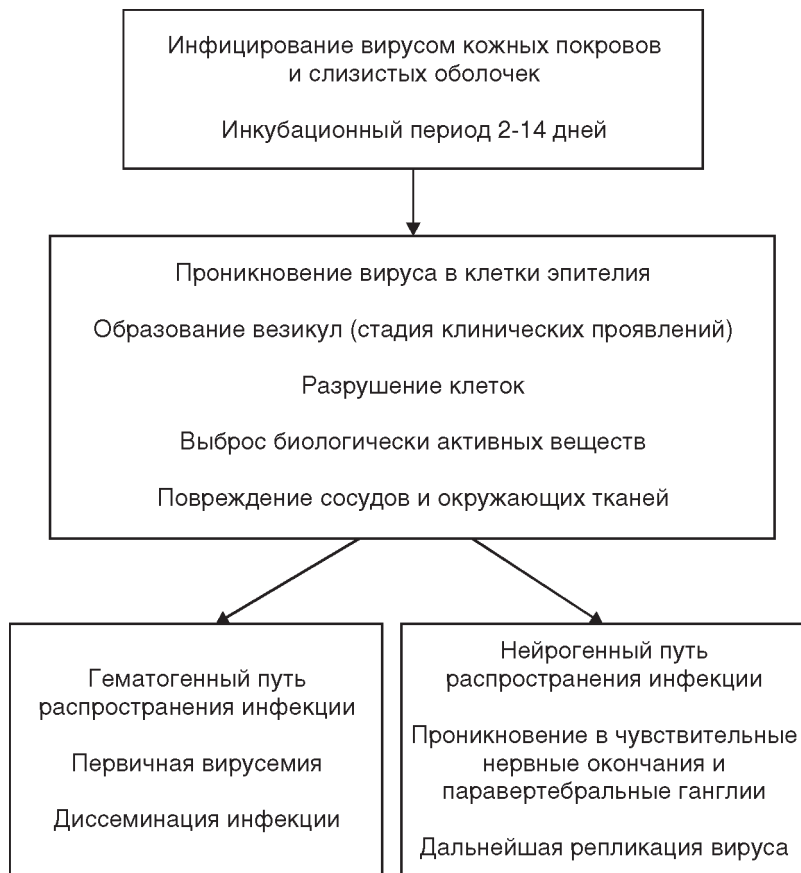 Инфицирование вирусом кожных покровов
и слизистых оболочек
Инкубационный период 2-14 дней
Проникновение вируса в клетки эпителия
Образование везикул (стадия клинических проявлений)
Разрушение клеток
Выброс биологически активных веществ
Повреждение сосудов и окружающих тканей
Гематогенный путь
распространения инфекции
Первичная вирусемия
Диссеминация инфекции
Нейрогенный путь
распространения инфекции
Проникновение в чувствительные
нервные окончания и
паравертебральные ганглии
Дальнейшая репликация вируса